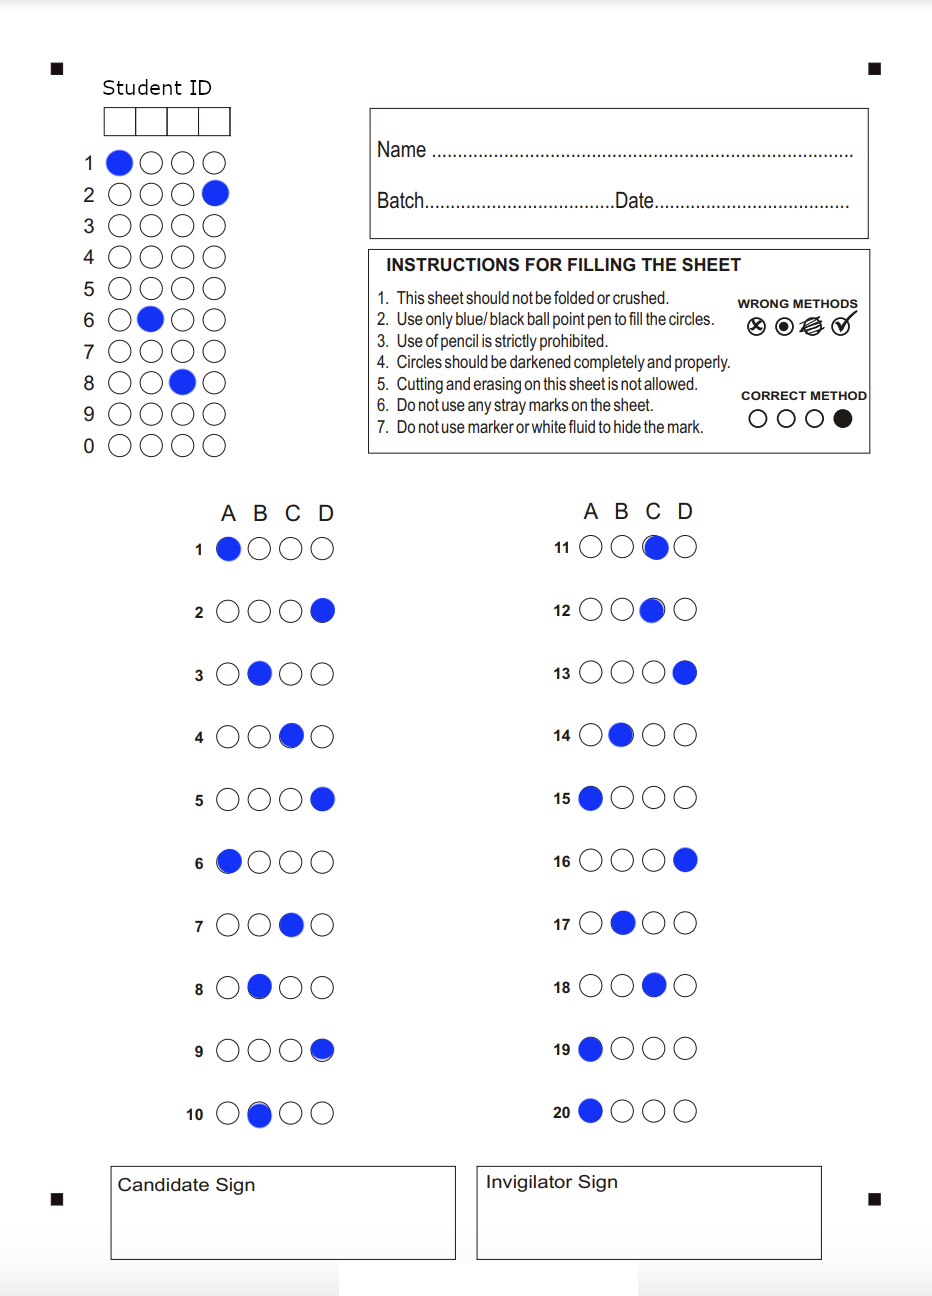 Student ID
1
2
3
4
5
6
7
8
9
0
Name ..................................................................................
Batch.....................................Date......................................
INSTRUCTIONS FOR FILLING THE SHEET
1. This sheet should not be folded or crushed.
2. Use only blue/ black ball point pen to fill the circles.
3. Use of pencil is strictly prohibited.
4. Circles should be darkened completely and properly.
5. Cutting and erasing on this sheet is not allowed.
6. Do not use any stray marks on the sheet.
7. Do not use marker or white fluid to hide the mark.
WRONG METHODS
CORRECT METHOD
A B C D
1
2
3
4
5
6
7
8
9
10
A B C D
11
12
13
14
15
16
17
18
19
20
Candidate Sign
Invigilator Sign